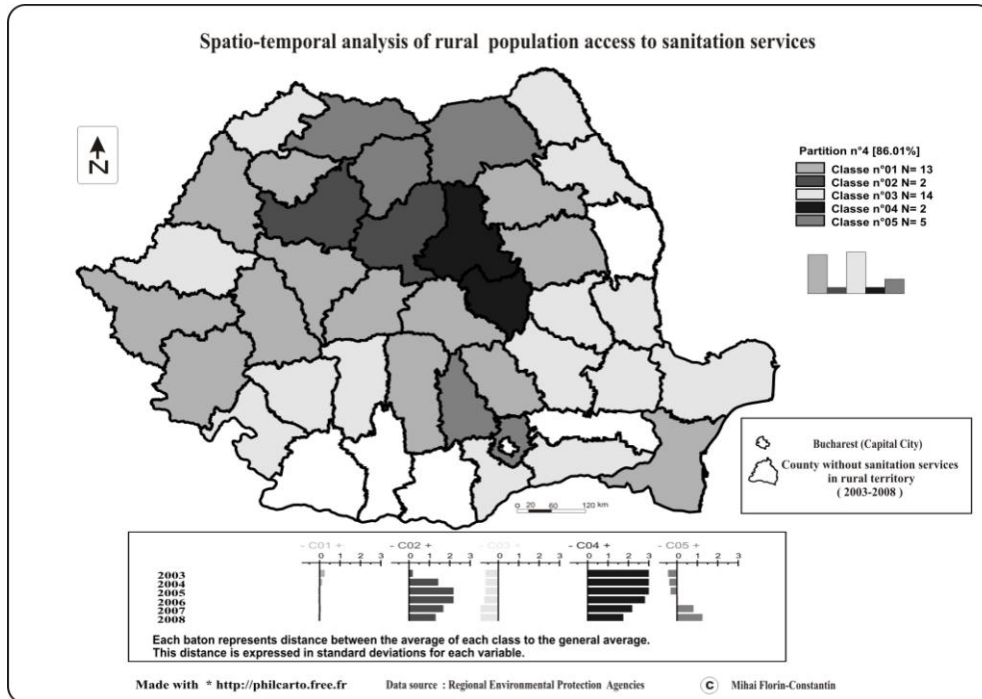 Spatio-temporal analysis of rural population access to sanitation services
N
Partition n°4 [86.01%]
Classe n°01 N= 13
Classe n°02 N= 2
Classe n°03 N= 14
Classe n°04 N= 2
Classe n°05 N= 5
Bucharest (Capital City)
County without sanitation services
in rural territory
( 2003-2008 )
0 20 60 120 km
- C01 + - C02 + - C03 + - C04 + - C05 +
0 1 2 3 0 1 2 3 0 1 2 3 0 1 2 3 0 1 2 3
2003
2004
2005
2006
2007
2008
Each baton represents distance between the average of each class to the general average.
This distance is expressed in standard deviations for each variable.
Made with * http://philcarto.free.fr Data source : Regional Environmental Protection Agencies C Mihai Florin-Constantin